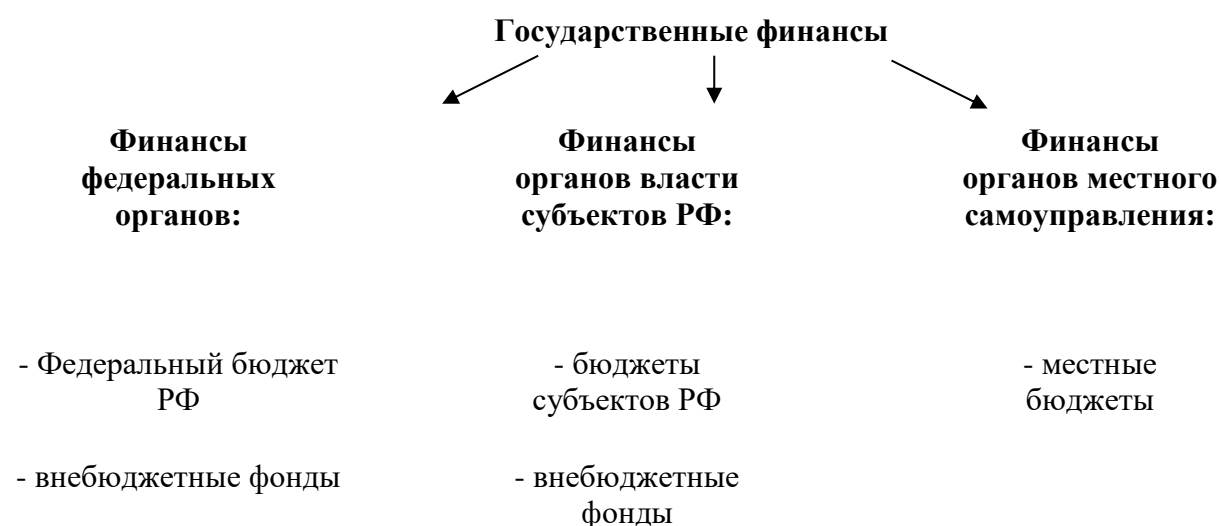 Государственные финансы
Финансы
федеральных
органов:
Финансы
органов власти
субъектов РФ:
Финансы
органов местного
самоуправления:
- Федеральный бюджет
РФ
- бюджеты
субъектов РФ
- местные
бюджеты
- внебюджетные фонды
- внебюджетные
фонды